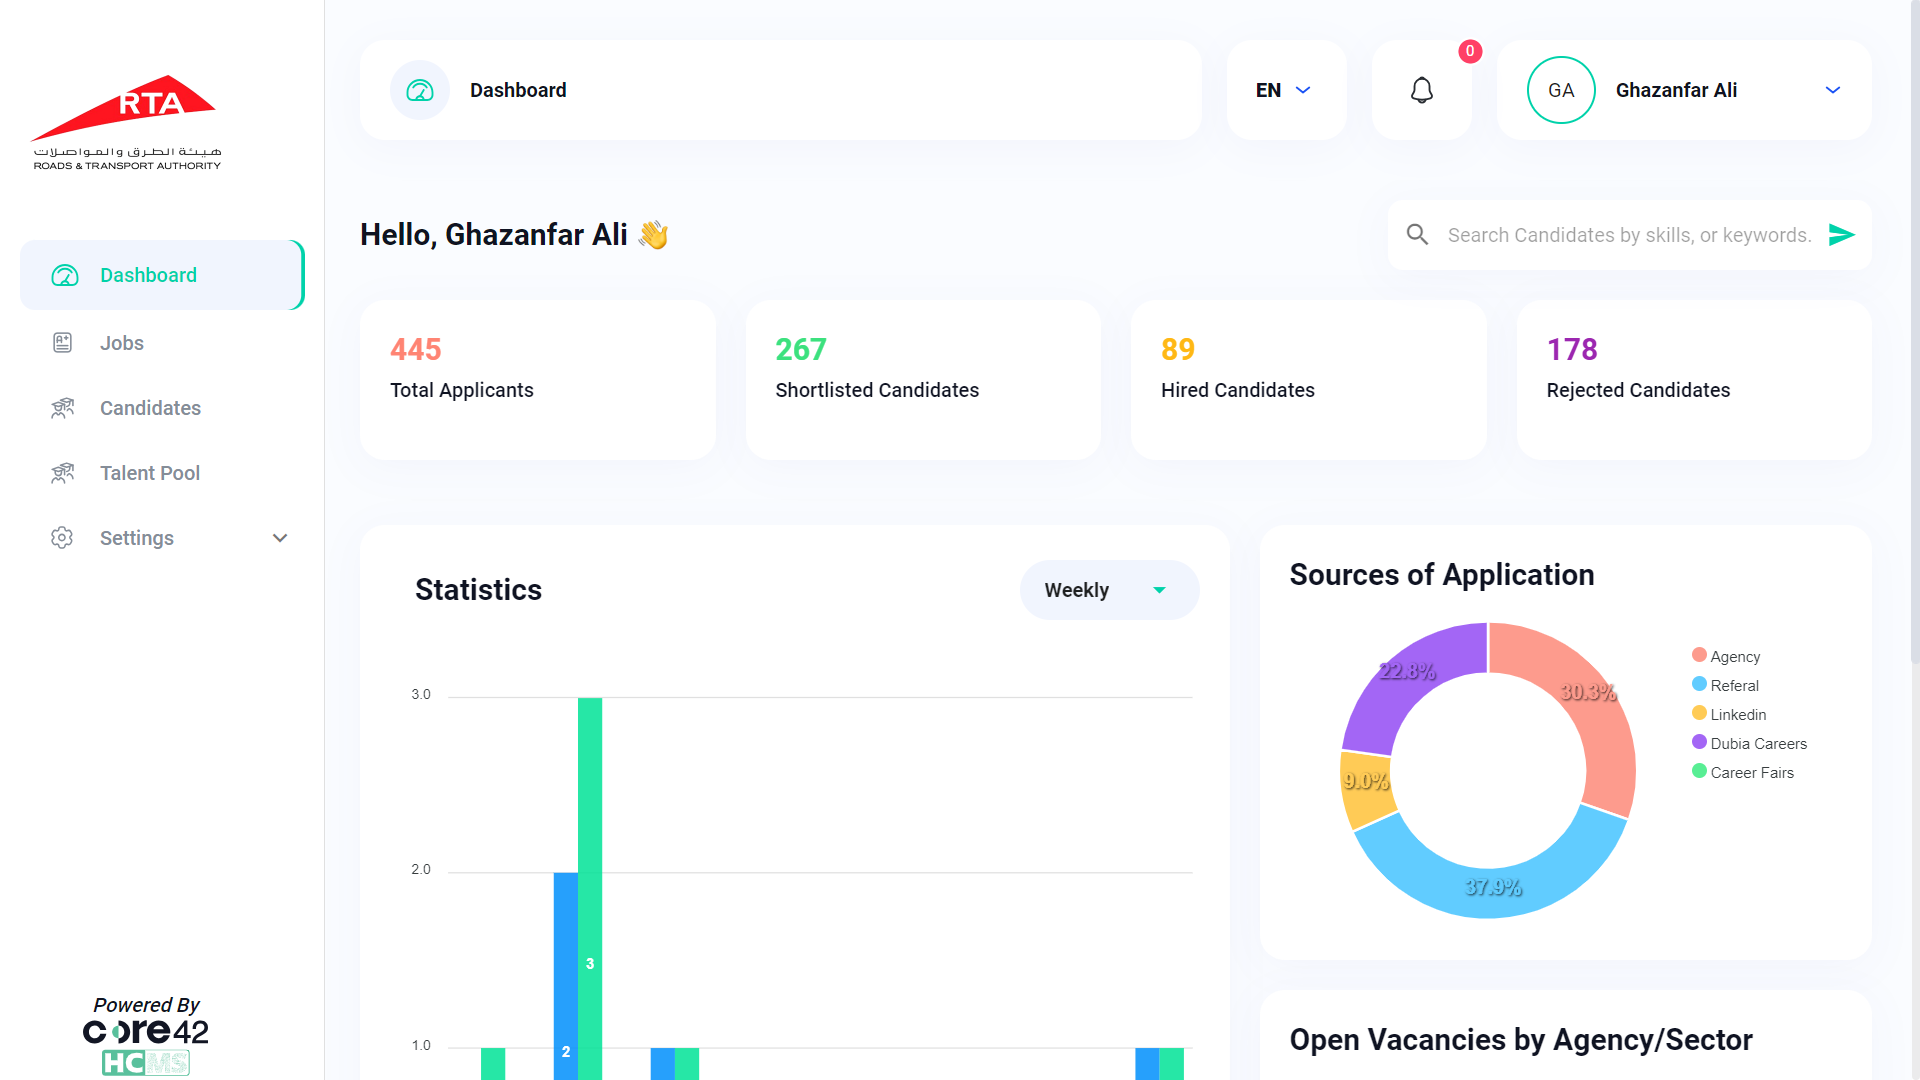 RTA
هيئة الطرق والمواصلات
ROADS & TRANSPORT AUTHORITY
Dashboard
Jobs
Candidates
Talent Pool
Settings
Powered By
core42
HCMS
Dashboard
EN
0
GA
Ghazanfar Ali
Hello, Ghazanfar Ali 👋
Search Candidates by skills, or keywords.
445
Total Applicants
267
Shortlisted Candidates
89
Hired Candidates
178
Rejected Candidates
Statistics
Weekly
3.0
2.0
1.0
3
2
Sources of Application
22.8%
30.3%
9.0%
37.9%
Agency
Referal
Linkedin
Dubia Careers
Career Fairs
Open Vacancies by Agency/Sector